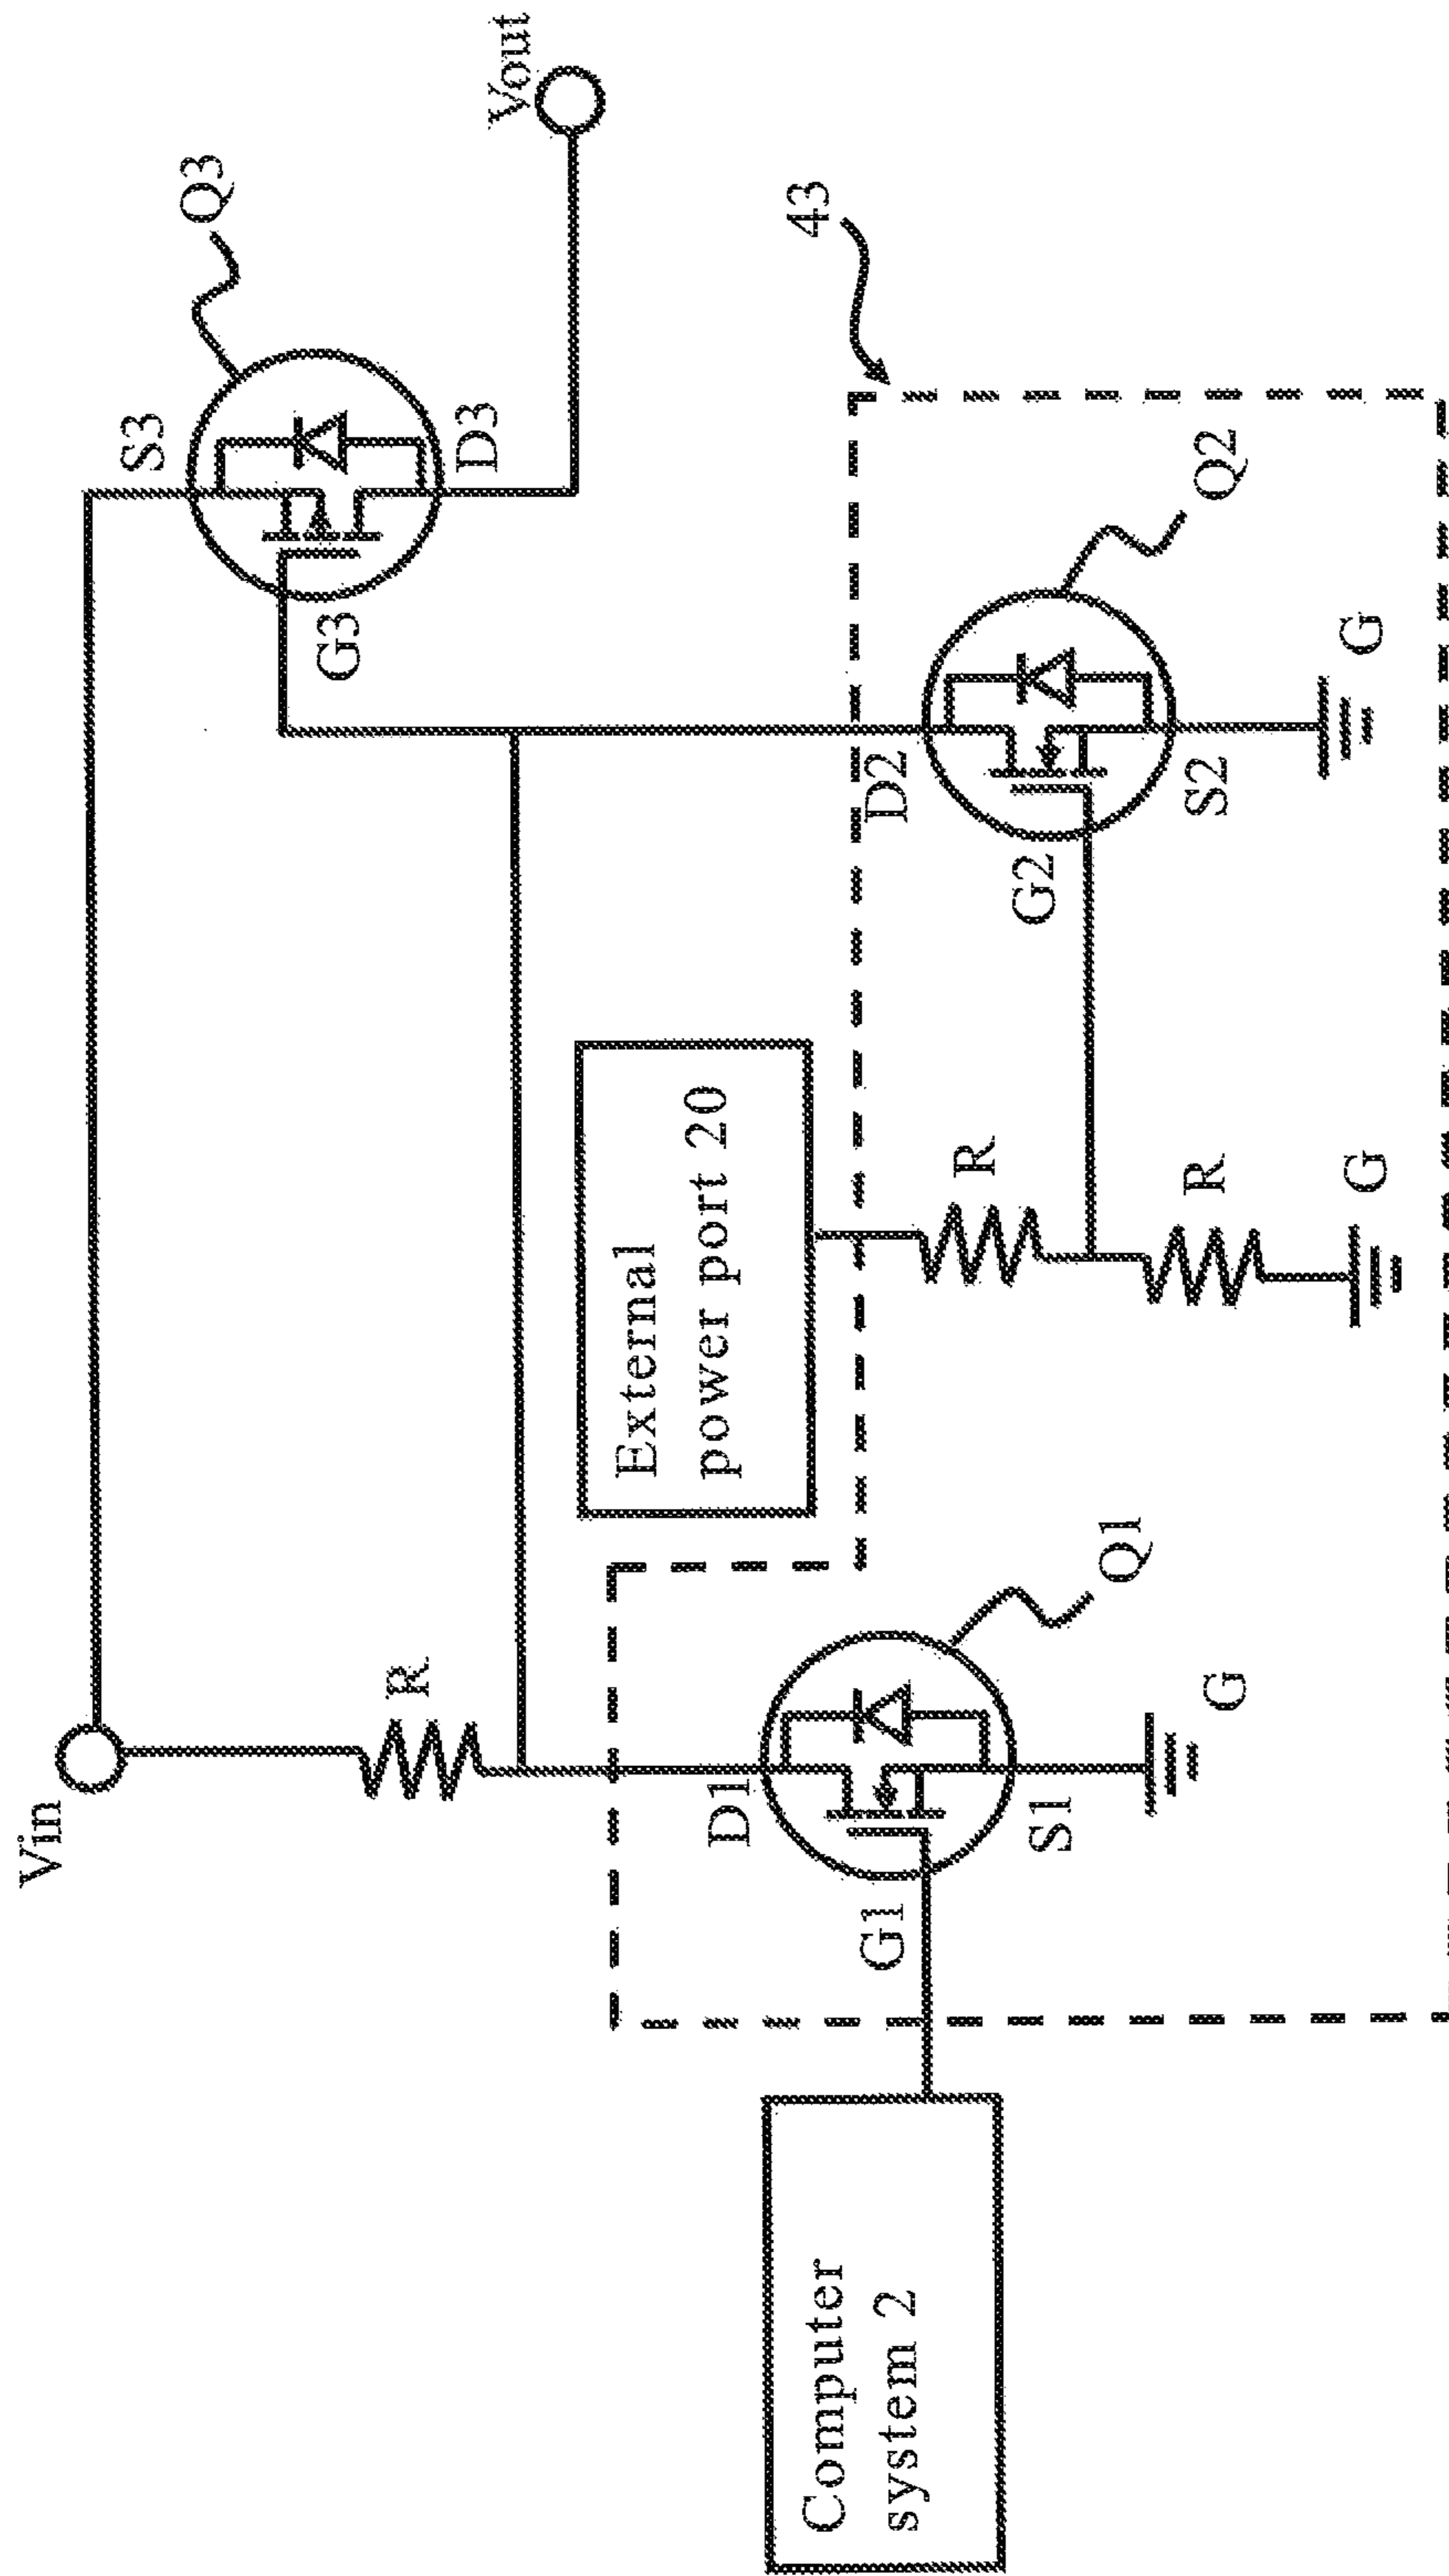 Vin
R
S3
Q3
G3
D3
Vout
External
power port 20
43
D1
Q1
G1
S1
G
Computer
system 2
R
R
G
D2
G2
Q2
S2
G